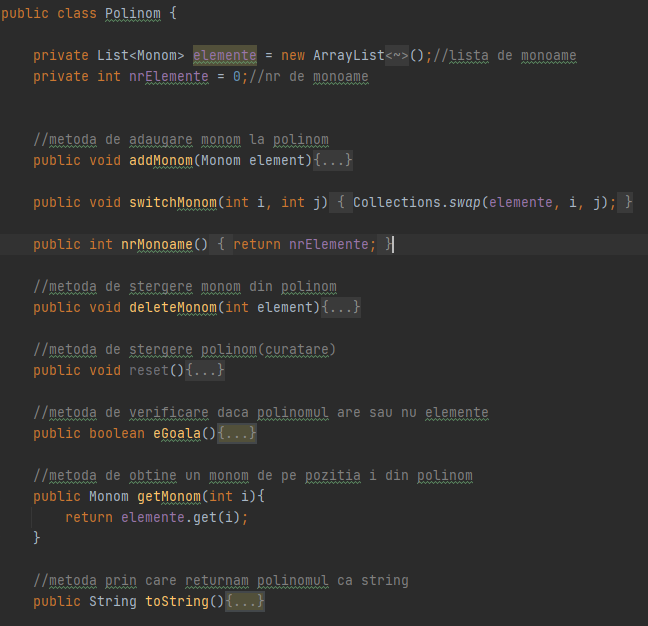 public class Polinom {
private List<Monom> elemente = new ArrayList<~>();//lista de monoame
private int nrElemente = 0;//nr de monoame
//metoda de adaugare monom la polinom
public void addMonom(Monom element){...}
public void switchMonom(int i, int j) { Collections.swap(elemente, i, j); }
public int nrMonoame() { return nrElemente; }
//metoda de stergere monom din polinom
public void deleteMonom(int element){...}
//metoda de stergere polinom(curatare)
public void reset(){...}
//metoda de verificare daca polinomul are sau nu elemente
public boolean eGoala(){...}
//metoda de obtine un monom de pe pozitia i din polinom
public Monom getMonom(int i){
return elemente.get(i);
}
//metoda prin care returnam polinomul ca string
public String toString(){...}